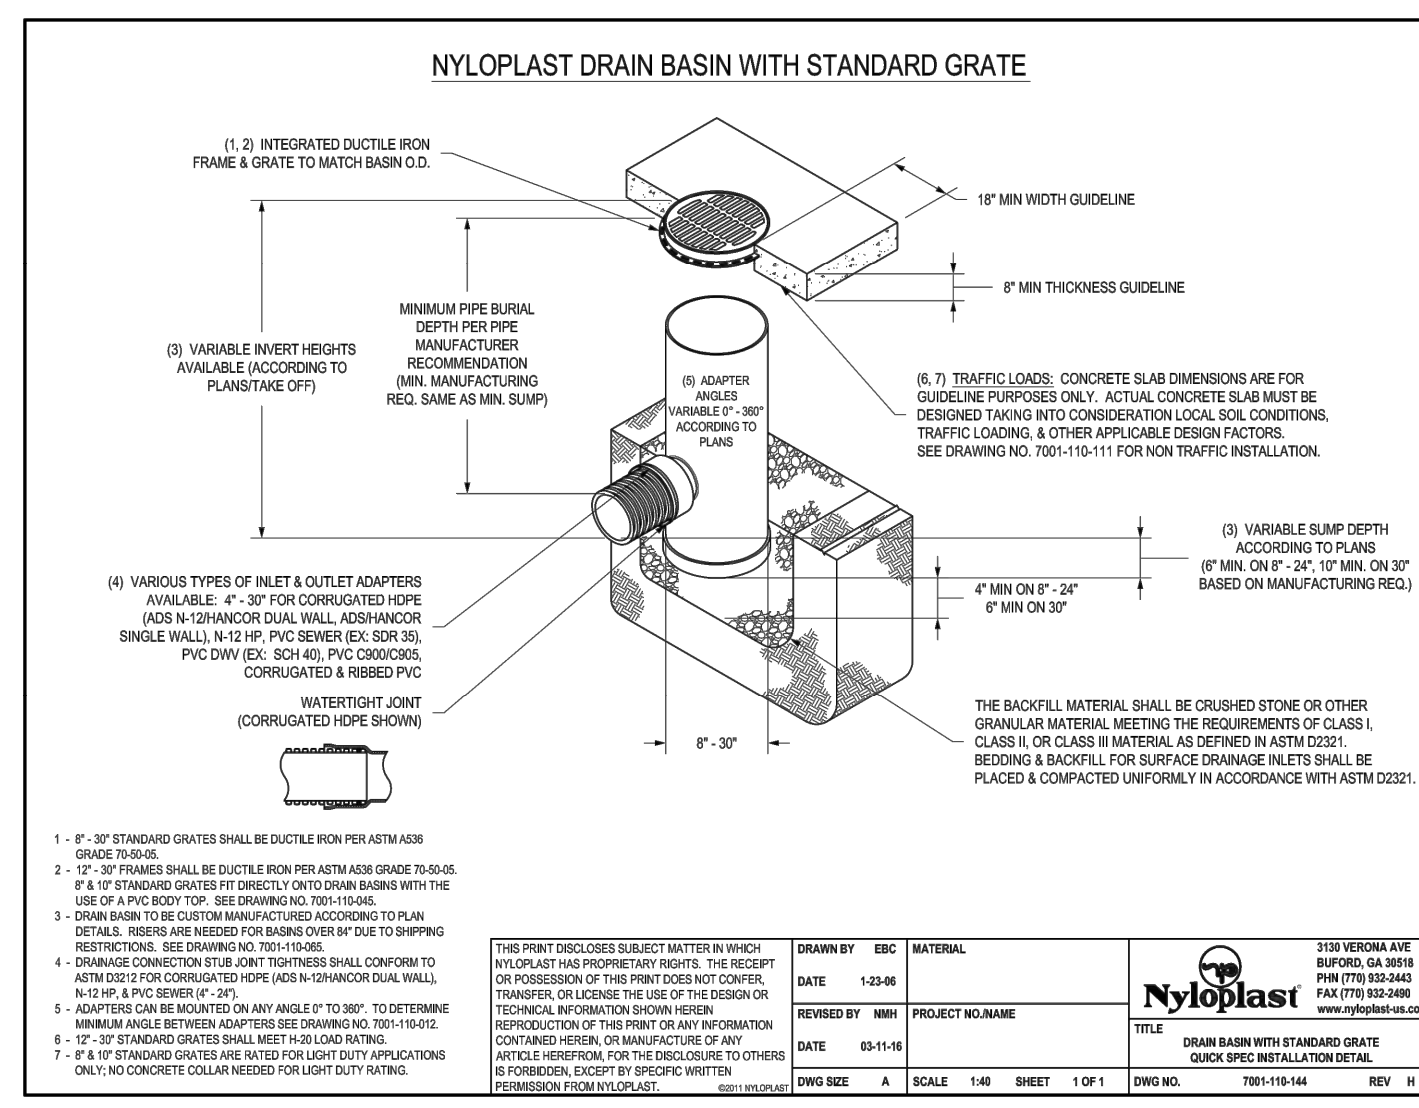 NYLOPLAST DRAIN BASIN WITH STANDARD GRATE
(1, 2) INTEGRATED DUCTILE IRON
FRAME & GRATE TO MATCH BASIN O.D.
18" MIN WIDTH GUIDELINE
8" MIN THICKNESS GUIDELINE
MINIMUM PIPE BURIAL
DEPTH PER PIPE
MANUFACTURER
RECOMMENDATION
(MIN. MANUFACTURING
REQ. SAME AS MIN. SUMP)
(3) VARIABLE INVERT HEIGHTS
AVAILABLE (ACCORDING TO
PLANS/TAKE OFF)
(5) ADAPTER
ANGLES
VARIABLE 0° - 360°
ACCORDING TO
PLANS
(6, 7) TRAFFIC LOADS: CONCRETE SLAB DIMENSIONS ARE FOR
GUIDELINE PURPOSES ONLY. ACTUAL CONCRETE SLAB MUST BE
DESIGNED TAKING INTO CONSIDERATION LOCAL SOIL CONDITIONS,
TRAFFIC LOADING, & OTHER APPLICABLE DESIGN FACTORS.
SEE DRAWING NO. 7001-110-111 FOR NON TRAFFIC INSTALLATION.
(3) VARIABLE SUMP DEPTH
ACCORDING TO PLANS
(6" MIN. ON 8" - 24", 10" MIN. ON 30"
BASED ON MANUFACTURING REQ.)
4" MIN ON 8" - 24"
6" MIN ON 30"
(4) VARIOUS TYPES OF INLET & OUTLET ADAPTERS
AVAILABLE: 4" - 30" FOR CORRUGATED HDPE
(ADS N-12/HANCOR DUAL WALL, ADS/HANCOR
SINGLE WALL), N-12 HP, PVC SEWER (EX: SDR 35),
PVC DWV (EX: SCH 40), PVC C900/C905,
CORRUGATED & RIBBED PVC
WATERTIGHT JOINT
(CORRUGATED HDPE SHOWN)
8" - 30"
THE BACKFILL MATERIAL SHALL BE CRUSHED STONE OR OTHER
GRANULAR MATERIAL MEETING THE REQUIREMENTS OF CLASS I,
CLASS II, OR CLASS III MATERIAL AS DEFINED IN ASTM D2321.
BEDDING & BACKFILL FOR SURFACE DRAINAGE INLETS SHALL BE
PLACED & COMPACTED UNIFORMLY IN ACCORDANCE WITH ASTM D2321.
1 - 8" - 30" STANDARD GRATES SHALL BE DUCTILE IRON PER ASTM A536
GRADE 70-50-05.
2 - 12" - 30" FRAMES SHALL BE DUCTILE IRON PER ASTM A536 GRADE 70-50-05.
8" & 10" STANDARD GRATES FIT DIRECTLY ONTO DRAIN BASINS WITH THE
USE OF A PVC BODY TOP. SEE DRAWING NO. 7001-110-045.
3 - DRAIN BASIN TO BE CUSTOM MANUFACTURED ACCORDING TO PLAN
DETAILS. RISERS ARE NEEDED FOR BASINS OVER 84" DUE TO SHIPPING
RESTRICTIONS. SEE DRAWING NO. 7001-110-065.
4 - DRAINAGE CONNECTION STUB JOINT TIGHTNESS SHALL CONFORM TO
ASTM D3212 FOR CORRUGATED HDPE (ADS N-12/HANCOR DUAL WALL),
N-12 HP, & PVC SEWER (4" - 24").
5 - ADAPTERS CAN BE MOUNTED ON ANY ANGLE 0° TO 360°. TO DETERMINE
MINIMUM ANGLE BETWEEN ADAPTERS SEE DRAWING NO. 7001-110-012.
6 - 12" - 30" STANDARD GRATES SHALL MEET H-20 LOAD RATING.
7 - 8" & 10" STANDARD GRATES ARE RATED FOR LIGHT DUTY APPLICATIONS
ONLY; NO CONCRETE COLLAR NEEDED FOR LIGHT DUTY RATING.
THIS PRINT DISCLOSES SUBJECT MATTER IN WHICH
NYLOPLAST HAS PROPRIETARY RIGHTS. THE RECEIPT
OR POSSESSION OF THIS PRINT DOES NOT CONFER,
TRANSFER, OR LICENSE THE USE OF THE DESIGN OR
TECHNICAL INFORMATION SHOWN HEREIN
REPRODUCTION OF THIS PRINT OR ANY INFORMATION
CONTAINED HEREIN, OR MANUFACTURE OF ANY
ARTICLE HEREFROM, FOR THE DISCLOSURE TO OTHERS
IS FORBIDDEN, EXCEPT BY SPECIFIC WRITTEN
PERMISSION FROM NYLOPLAST. ©2011 NYLOPLAST
DRAWN BY EBC
DATE 1-23-06
REVISED BY NMH
DATE 03-11-16
DWG SIZE A
MATERIAL
PROJECT NO./NAME
SCALE 1:40 SHEET 1 OF 1
Nyloplast
3130 VERONA AVE
BUFORD, GA 30518
PHN (770) 932-2443
FAX (770) 932-2490
www.nyloplast-us.co
TITLE
DRAIN BASIN WITH STANDARD GRATE
QUICK SPEC INSTALLATION DETAIL
DWG NO. 7001-110-144 REV H